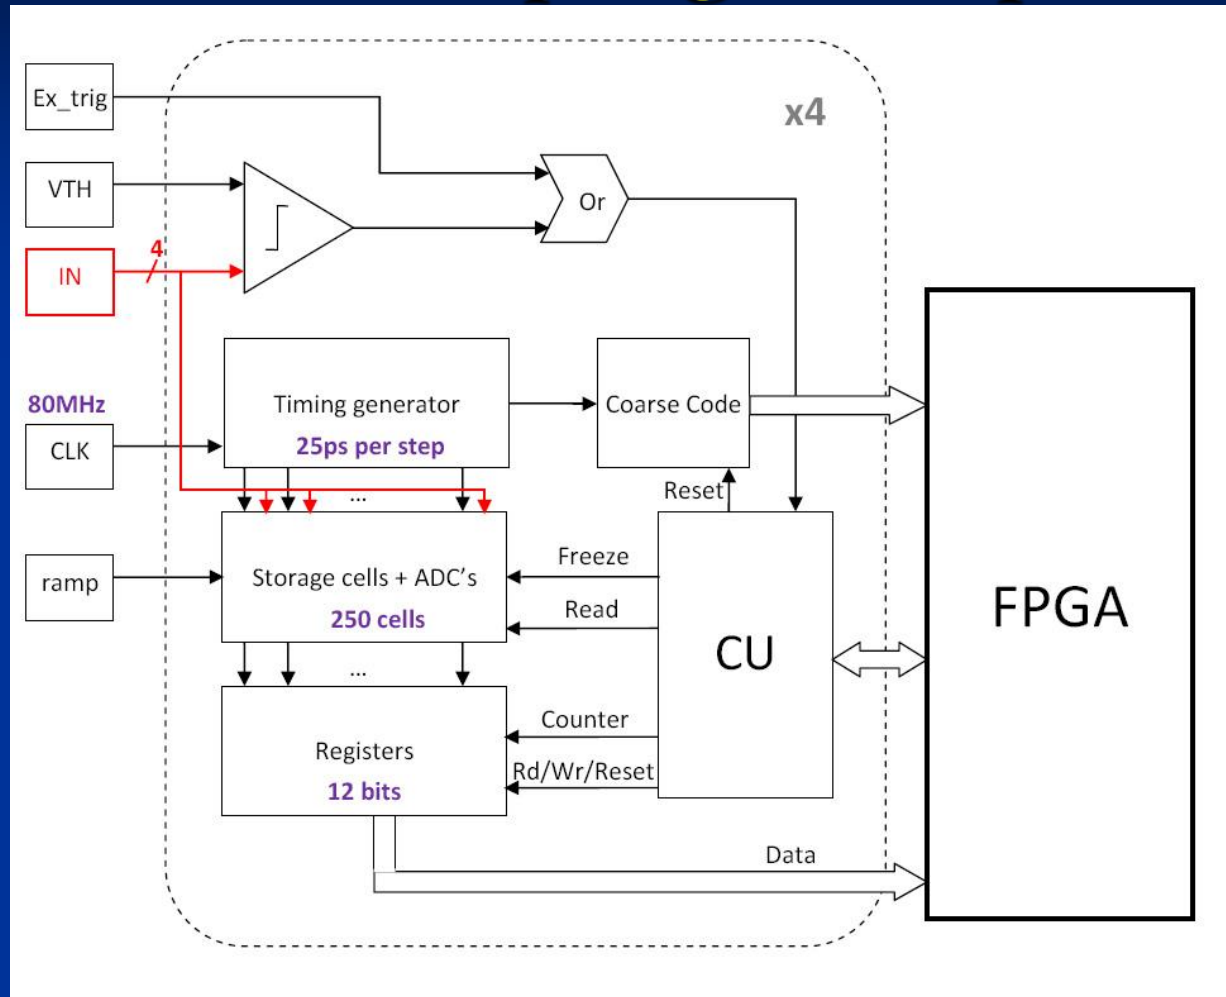 Ex_trig
x4
VTH
Or
4
IN
80MHz
CLK
Timing generator
25ps per step
Coarse Code
Reset
...
ramp
Storage cells + ADC's
250 cells
Freeze
Read
CU
FPGA
...
Registers
12 bits
Counter
Rd/Wr/Reset
Data